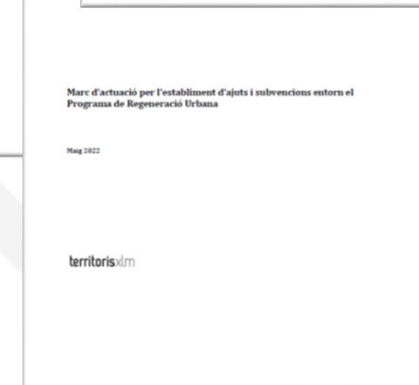 Marc d'actuació per l'establiment d'ajuts i subvencions entorn el
Programa de Regeneració Urbana
Maig 2022
territorisxlm